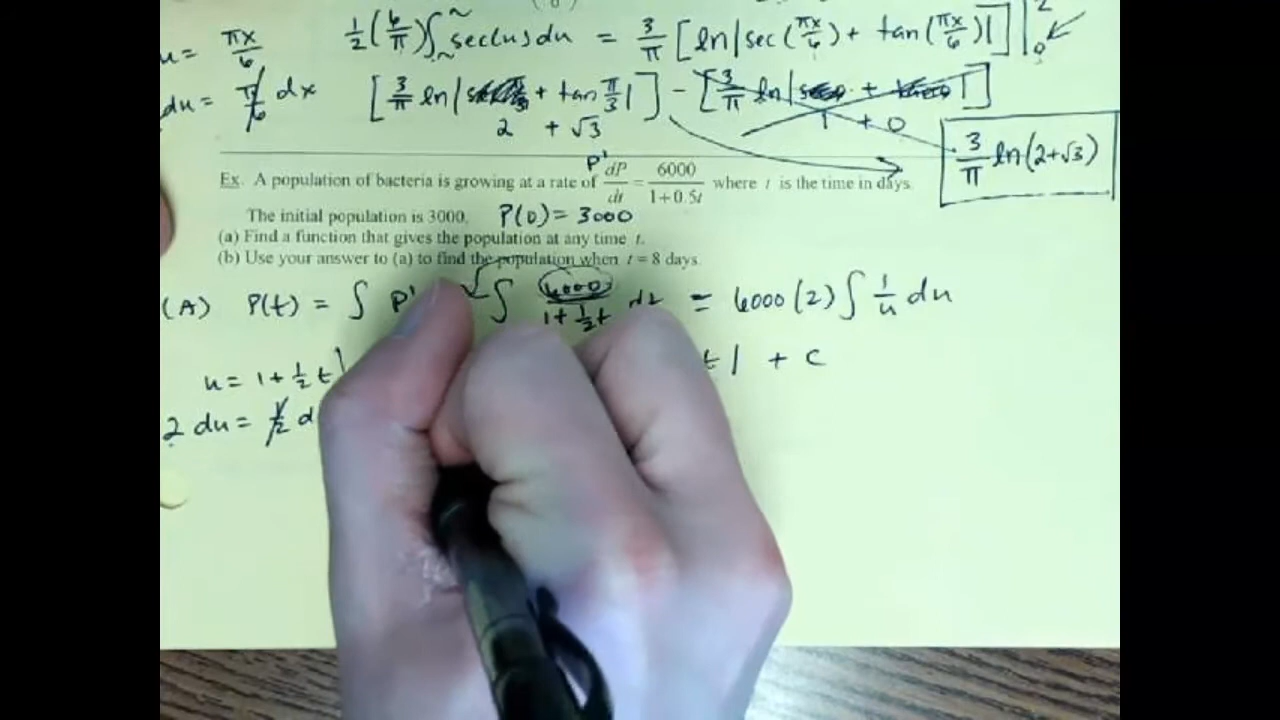 u = πx/6 1/2(6/π)∫ sec(u) du = 3/π [ln|sec(πx/6) + tan(πx/6)|] |₀²
du = π/6 dx [3/π ln| + tan π/3|] − [3/π ln| + |]
2 + √3 1 + 0 3/π ln(2+√3)
P'
Ex. A population of bacteria is growing at a rate of dP/dt = 6000/(1+0.5t) where t is the time in days.
The initial population is 3000. P(0) = 3000
(a) Find a function that gives the population at any time t.
(b) Use your answer to (a) to find the population when t = 8 days.
(A) P(t) = ∫ P' ∫ 6000/(1+½t) dt = 6000(2)∫ 1/u du
u = 1+½t t| + C
2 du = ½ d